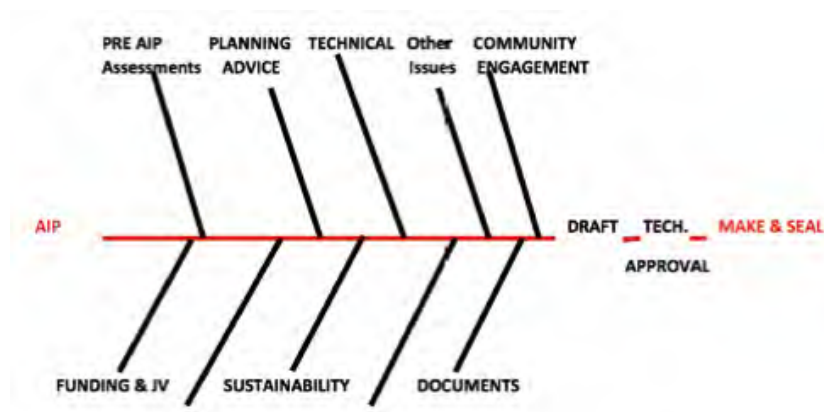 PRE AIP PLANNING TECHNICAL Other COMMUNITY
Assessments ADVICE Issues ENGAGEMENT
AIP DRAFT TECH. MAKE & SEAL
APPROVAL
FUNDING & JV SUSTAINABILITY DOCUMENTS